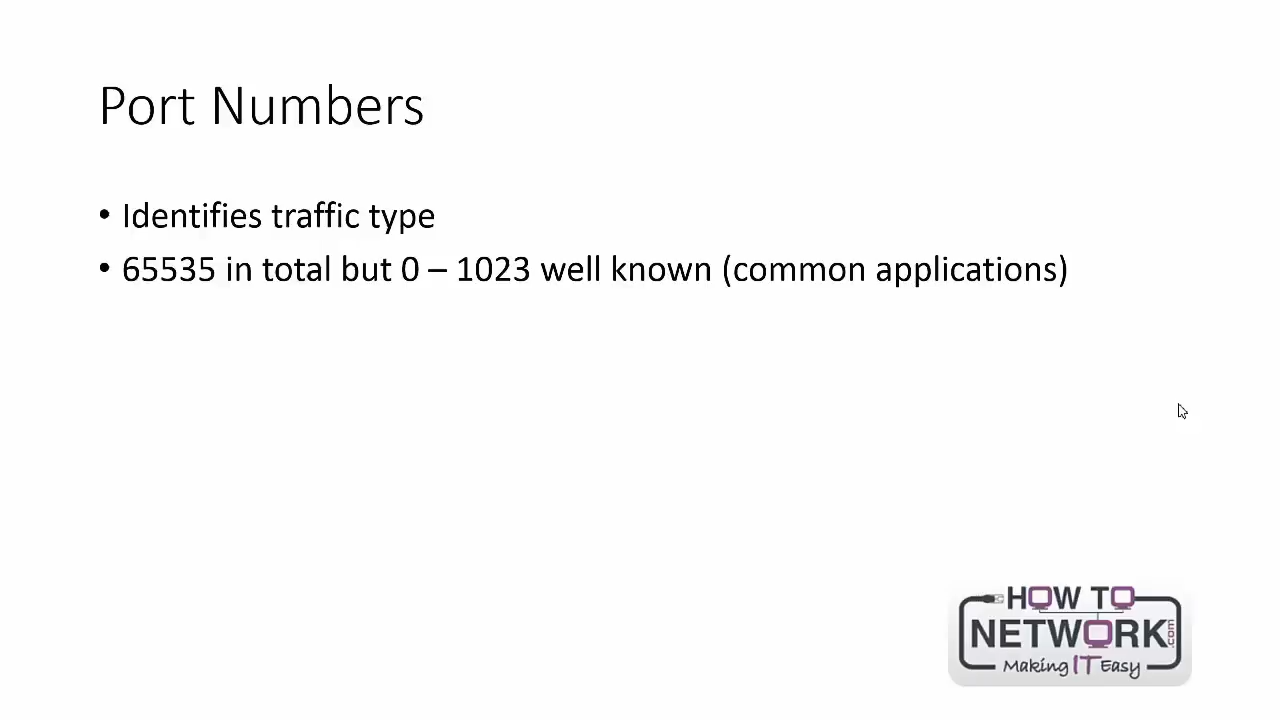 Port Numbers
• Identifies traffic type
• 65535 in total but 0 – 1023 well known (common applications)
HOW TO
NETWORK.com
Making IT Easy